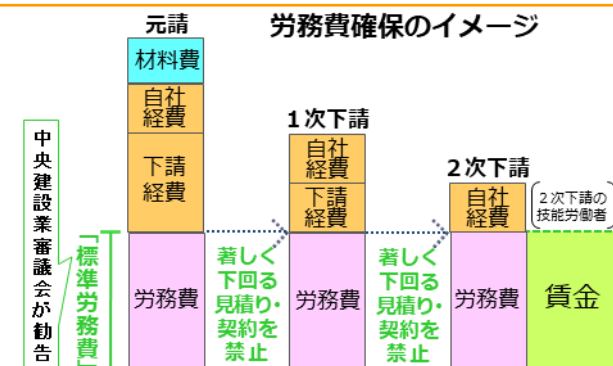 労務費確保のイメージ
元請
材料費
自社
経費
下請
経費
労務費
1次下請
自社
経費
下請
経費
労務費
2次下請
自社
経費
労務費
2次下請の
技能労働者
賃金
著しく
下回る
見積り・
契約を
禁止
著しく
下回る
見積り・
契約を
禁止
中央建設業審議会が勧告
「標準労務費」